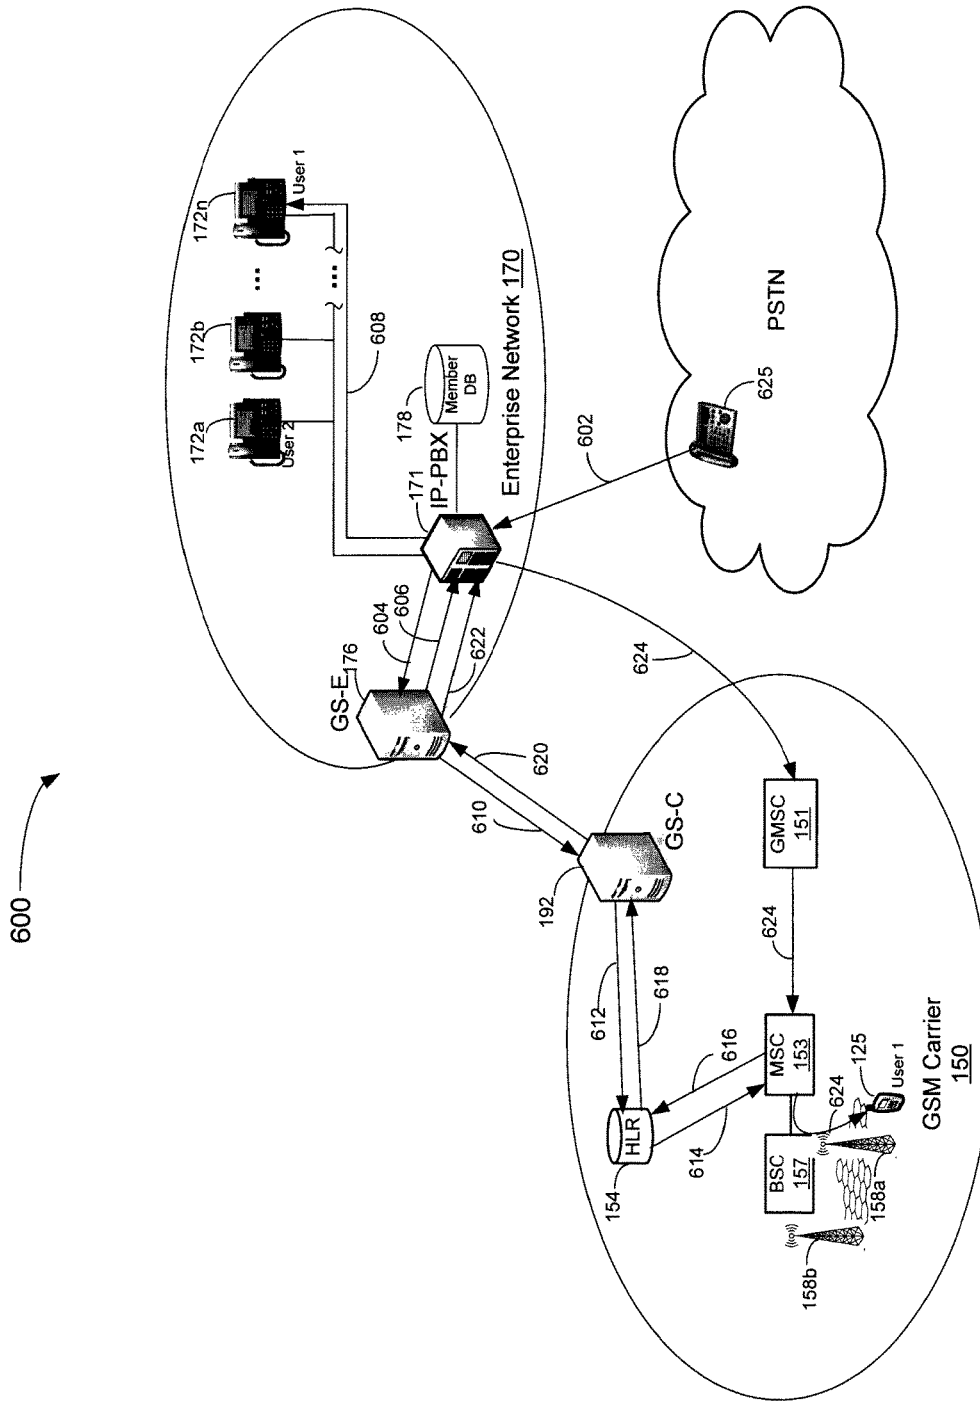 600
172a
172b
172n
User 2
User 1
...
...
608
178
Member
DB
IP-PBX
171
Enterprise Network 170
GS-E
176
604
606
622
602
625
PSTN
610
620
192
GS-C
624
612
618
154
HLR
614
616
GMSC
151
624
MSC
153
BSC
157
624
125
User 1
158a
158b
GSM Carrier
150